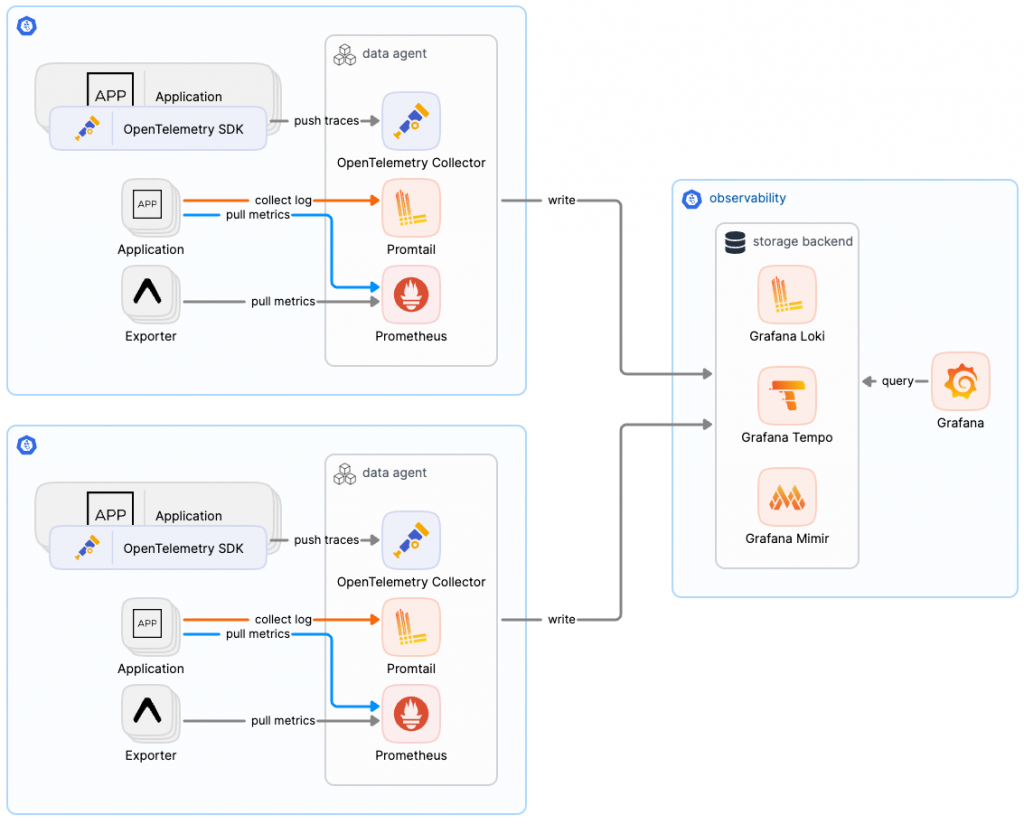 data agent
APP
Application
OpenTelemetry SDK
push traces
OpenTelemetry Collector
APP
collect log
pull metrics
Application
Promtail
pull metrics
Exporter
Prometheus
write
observability
storage backend
Grafana Loki
Grafana Tempo
Grafana Mimir
query
Grafana
data agent
APP
Application
OpenTelemetry SDK
push traces
OpenTelemetry Collector
APP
collect log
pull metrics
Application
Promtail
pull metrics
Exporter
Prometheus
write